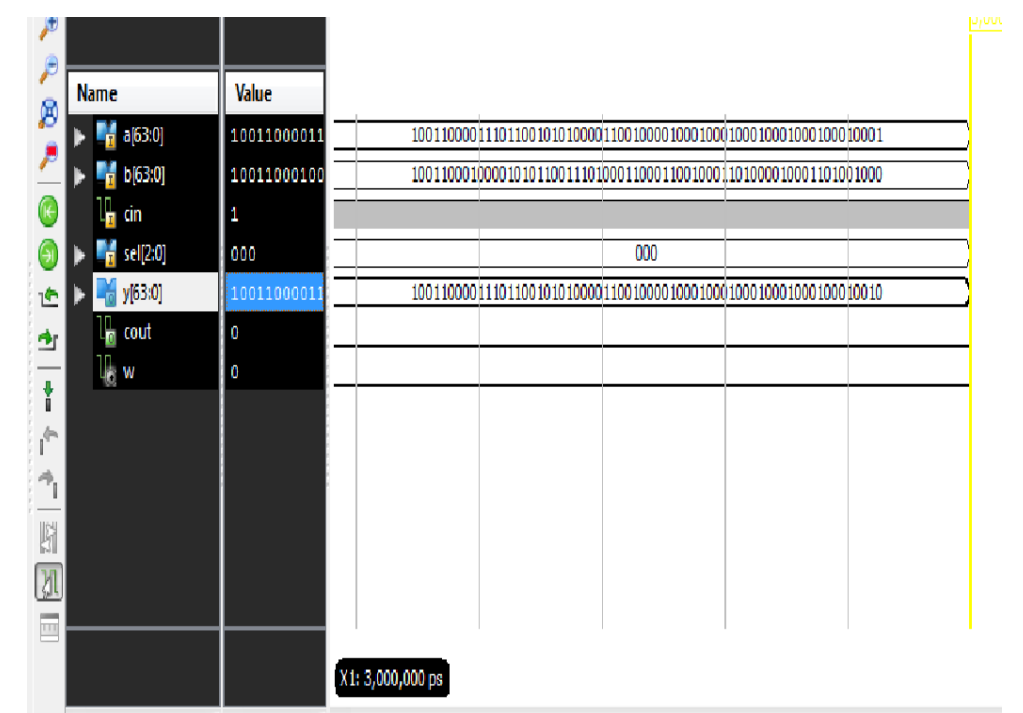 Name Value
a[63:0] 10011000011 1001100001110110010101000011001000010001000100010001000100010001
b[63:0] 10011000100 1001100010000101011001110100011000110010001101000010001101001000
cin 1
sel[2:0] 000 000
y[63:0] 10011000011 1001100001110110010101000011001000010001000100010001000100010010
cout 0
w 0
X1: 3,000,000 ps